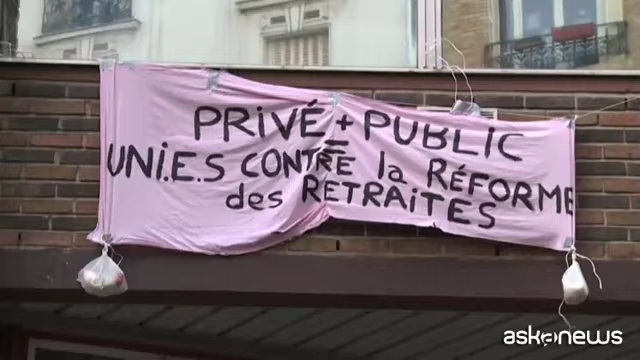 PRIVÉ + PUBLIC
=
UNI.E.S CONTRE la RÉFORME
des RETRAITES
askanews